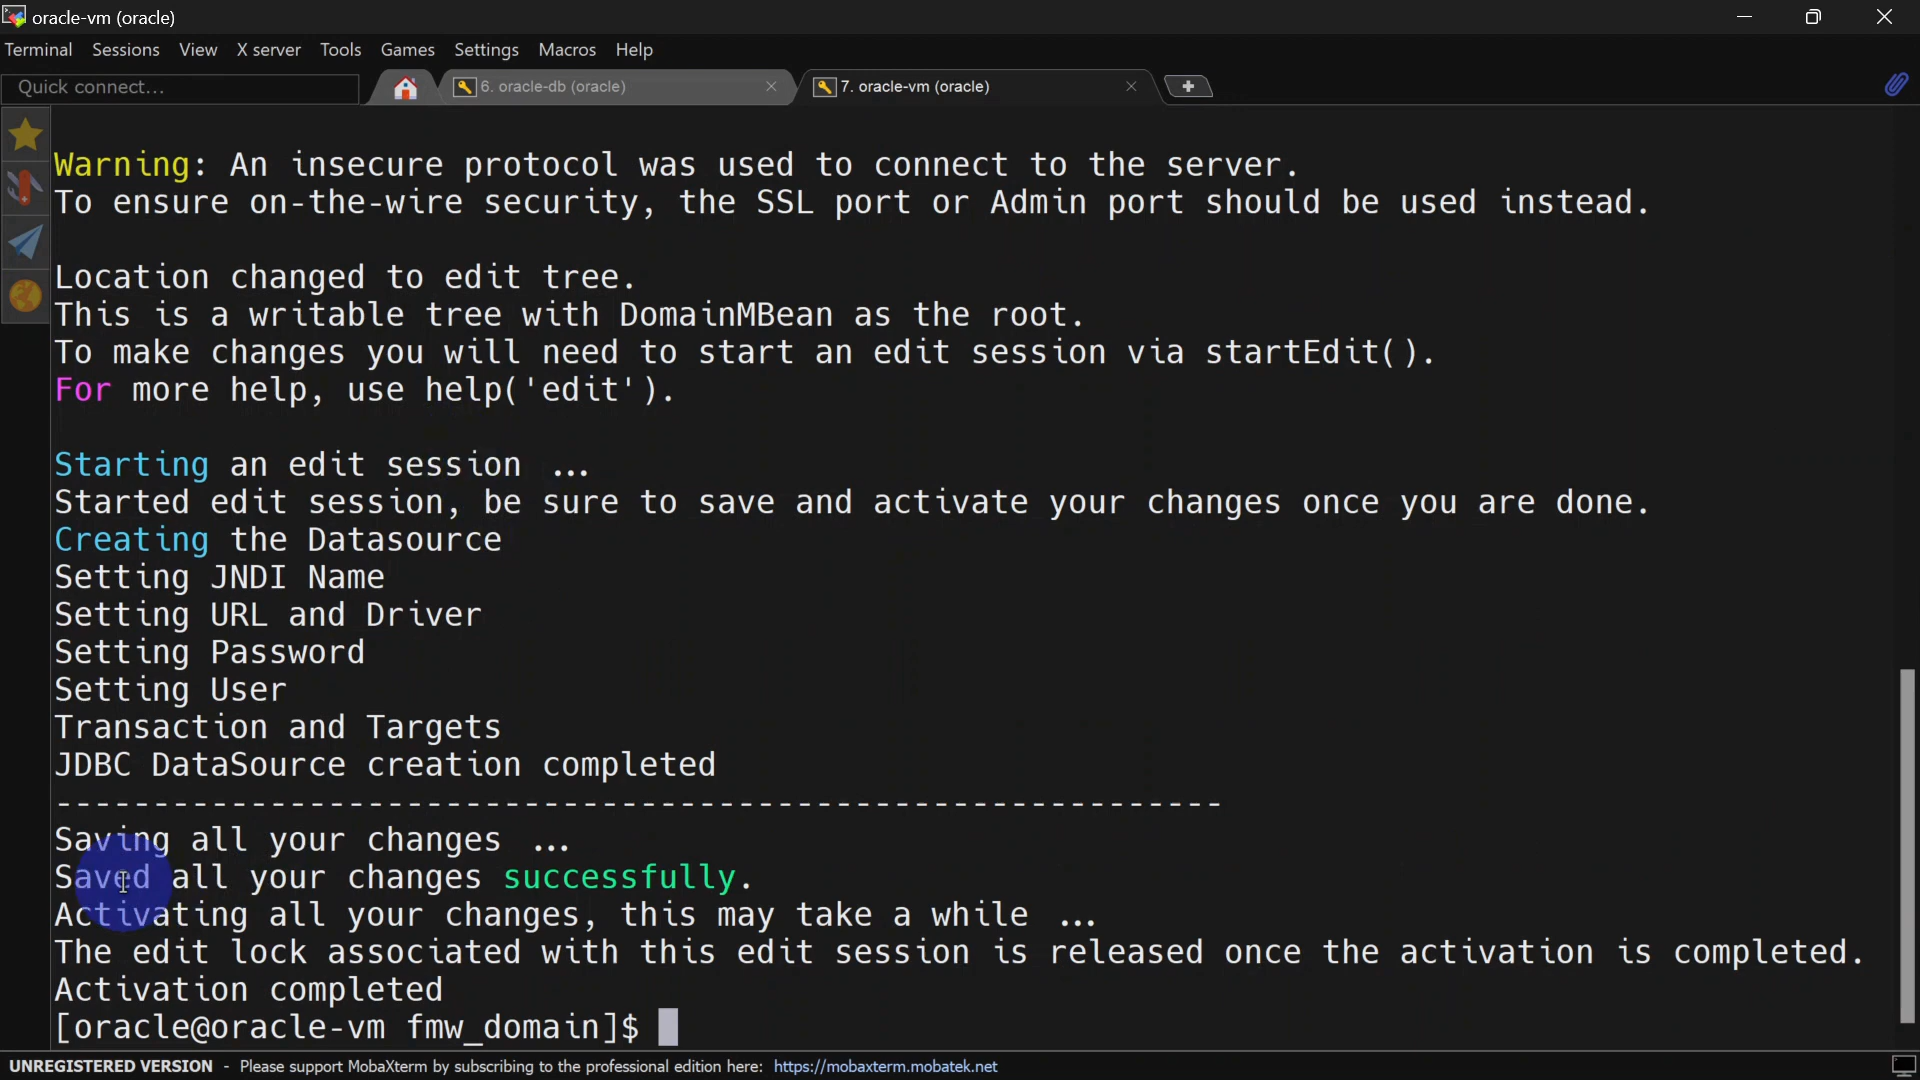 oracle-vm (oracle)
Terminal Sessions View X server Tools Games Settings Macros Help
Quick connect...
6. oracle-db (oracle)
7. oracle-vm (oracle)
Warning: An insecure protocol was used to connect to the server.
To ensure on-the-wire security, the SSL port or Admin port should be used instead.
Location changed to edit tree.
This is a writable tree with DomainMBean as the root.
To make changes you will need to start an edit session via startEdit().
For more help, use help('edit').
Starting an edit session ...
Started edit session, be sure to save and activate your changes once you are done.
Creating the Datasource
Setting JNDI Name
Setting URL and Driver
Setting Password
Setting User
Transaction and Targets
JDBC DataSource creation completed
------------------------------------------------------------
Saving all your changes ...
Saved all your changes successfully.
Activating all your changes, this may take a while ...
The edit lock associated with this edit session is released once the activation is completed.
Activation completed
[oracle@oracle-vm fmw_domain]$
UNREGISTERED VERSION - Please support MobaXterm by subscribing to the professional edition here: https://mobaxterm.mobatek.net